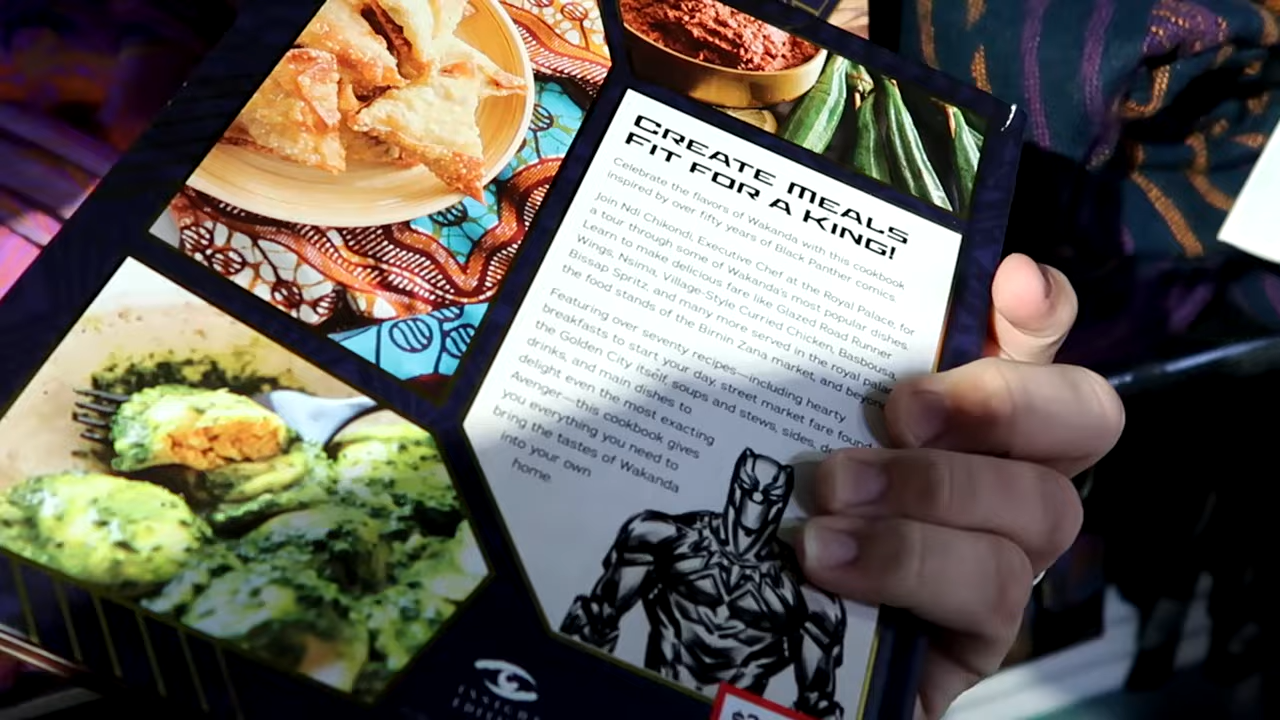 CREATE MEALS
FIT FOR A KING!
Celebrate the flavors of Wakanda with this cookbook
inspired by over fifty years of Black Panther comics.
Join Ndi Chikondi, Executive Chef at the Royal Palace, for
a tour through some of Wakanda's most popular dishes.
Learn to make delicious fare like Glazed Road Runner
Wings, Nsima, Village-Style Curried Chicken, Basbousa,
Bissap Spritz, and many more served in the royal palace,
the food stands of the Birnin Zana market, and beyond.
Featuring over seventy recipes—including hearty
breakfasts to start your day, street market fare found
the Golden City itself, soups and stews, sides,
drinks, and main dishes to
delight even the most exacting
Avenger—this cookbook gives
you everything you need to
bring the tastes of Wakanda
into your own
home.
INSIGHT
EDITIONS